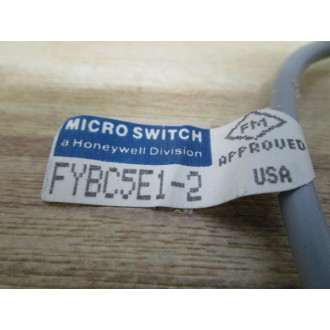 MICRO SWITCH
a Honeywell Division
FYBC5E1-2
FM
APPROVED
USA